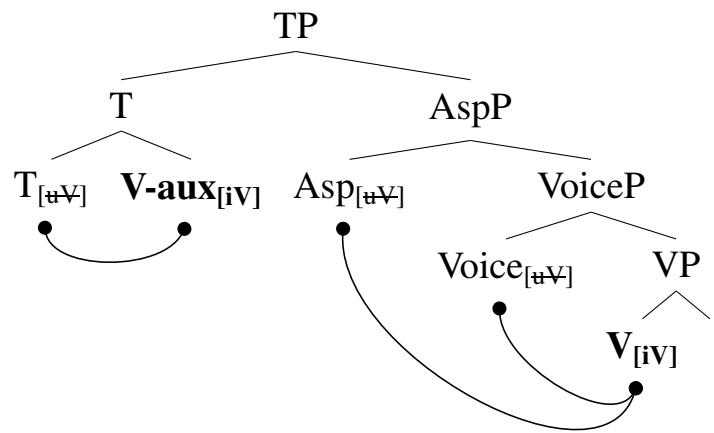 TP
T AspP
T[uV] V-aux[iV] Asp[uV] VoiceP
Voice[uV] VP
V[iV]